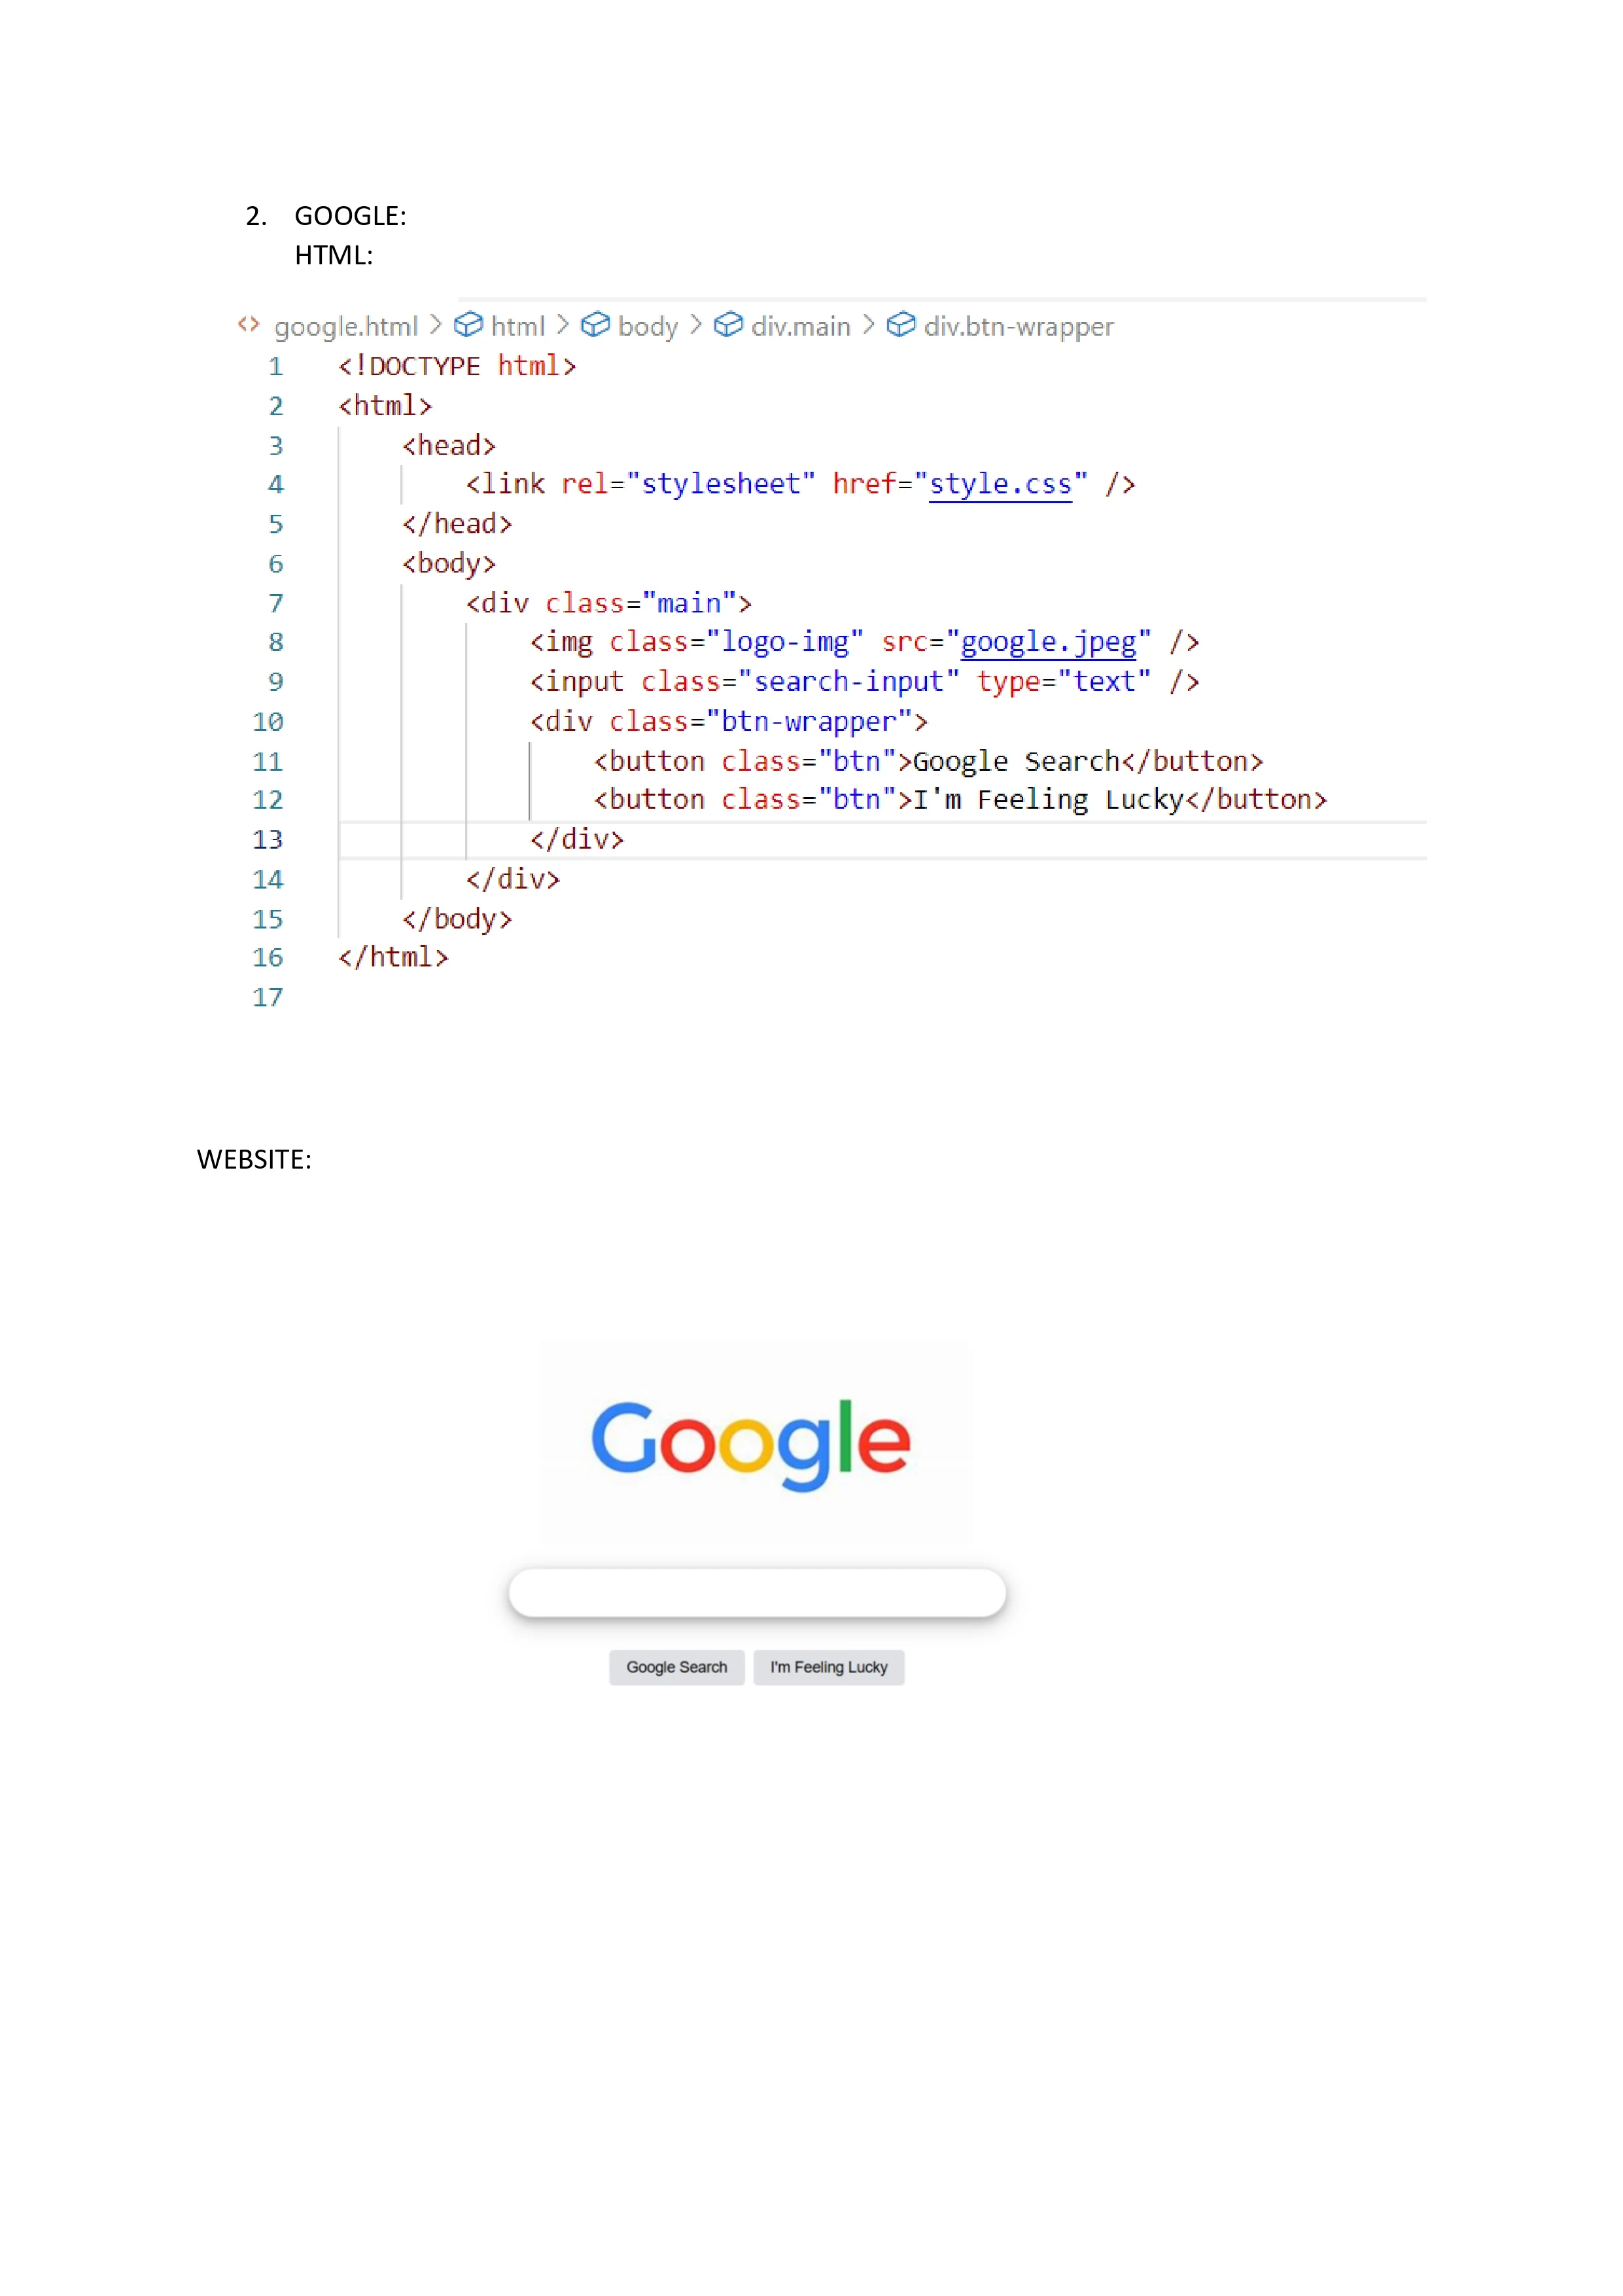 2. GOOGLE:
HTML:
<> google.html > html > body > div.main > div.btn-wrapper
1 <!DOCTYPE html>
2 <html>
3     <head>
4         <link rel="stylesheet" href="style.css" />
5     </head>
6     <body>
7         <div class="main">
8             <img class="logo-img" src="google.jpeg" />
9             <input class="search-input" type="text" />
10             <div class="btn-wrapper">
11                 <button class="btn">Google Search</button>
12                 <button class="btn">I'm Feeling Lucky</button>
13             </div>
14         </div>
15     </body>
16 </html>
17
WEBSITE:
Google
Google Search I'm Feeling Lucky